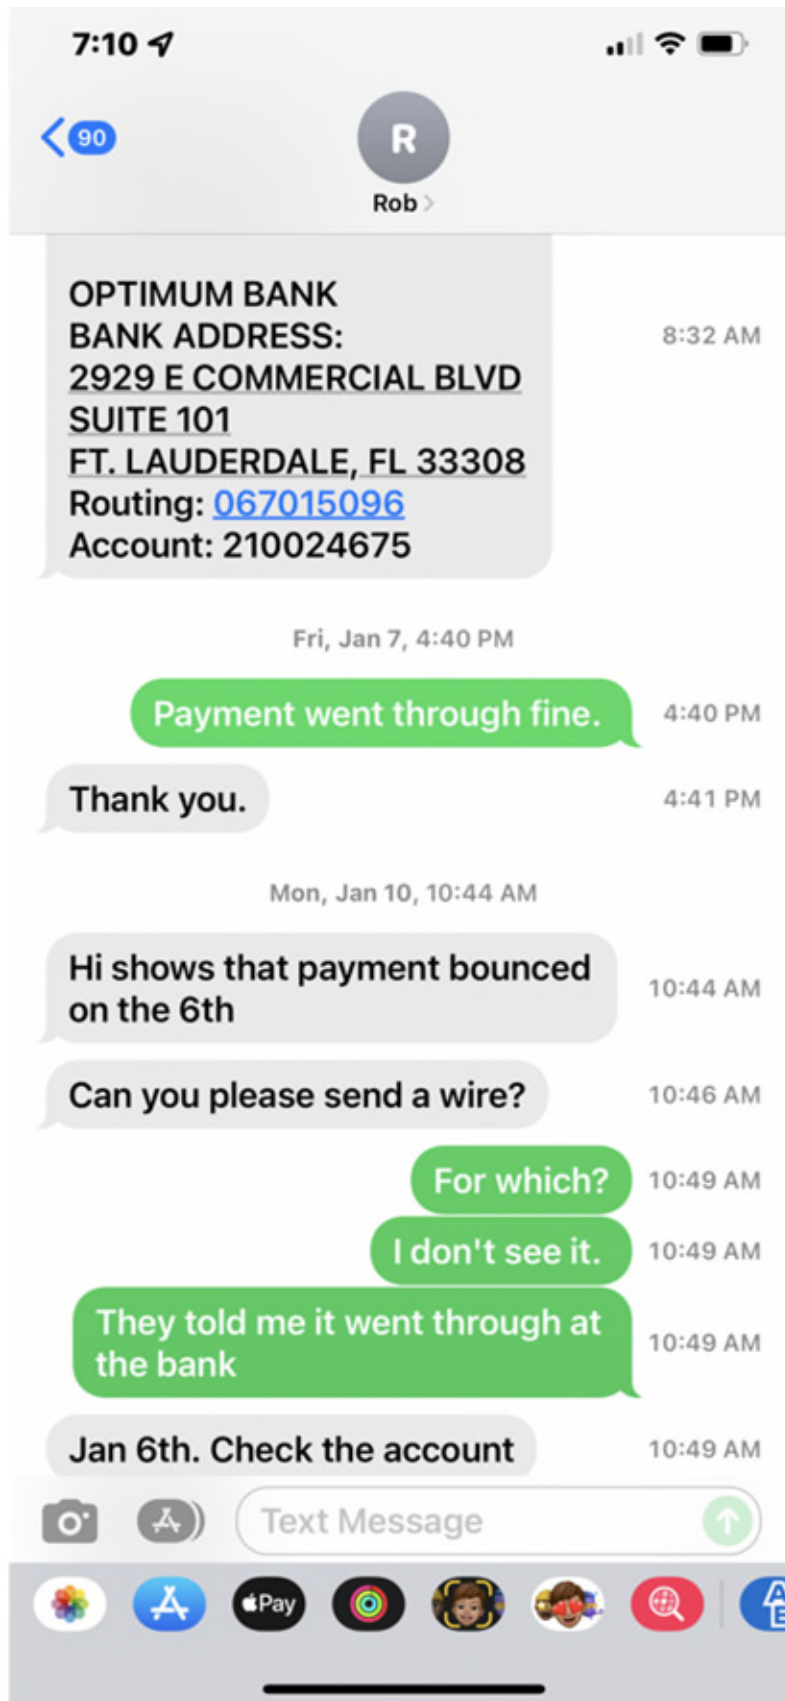 7:10
90
R
Rob
OPTIMUM BANK
BANK ADDRESS:
2929 E COMMERCIAL BLVD
SUITE 101
FT. LAUDERDALE, FL 33308
Routing: 067015096
Account: 210024675
8:32 AM
Fri, Jan 7, 4:40 PM
Payment went through fine.
4:40 PM
Thank you.
4:41 PM
Mon, Jan 10, 10:44 AM
Hi shows that payment bounced
on the 6th
10:44 AM
Can you please send a wire?
10:46 AM
For which?
10:49 AM
I don't see it.
10:49 AM
They told me it went through at
the bank
10:49 AM
Jan 6th. Check the account
10:49 AM
Text Message
Pay